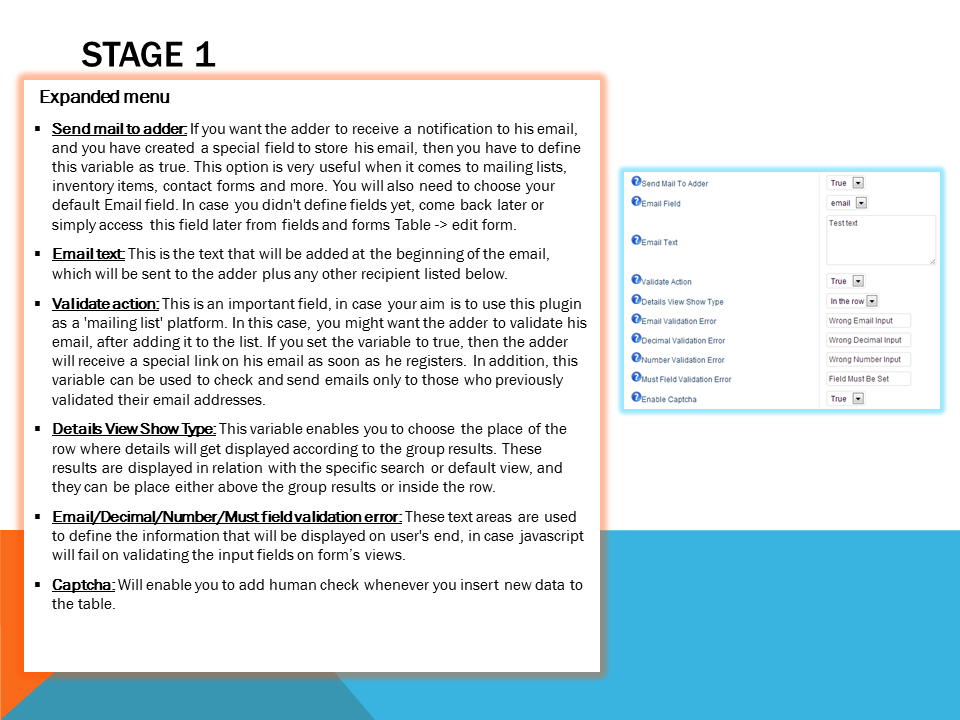 STAGE 1
Expanded menu
▪ Send mail to adder: If you want the adder to receive a notification to his email,
and you have created a special field to store his email, then you have to define
this variable as true. This option is very useful when it comes to mailing lists,
inventory items, contact forms and more. You will also need to choose your
default Email field. In case you didn't define fields yet, come back later or
simply access this field later from fields and forms Table -> edit form.
▪ Email text: This is the text that will be added at the beginning of the email,
which will be sent to the adder plus any other recipient listed below.
▪ Validate action: This is an important field, in case your aim is to use this plugin
as a 'mailing list' platform. In this case, you might want the adder to validate his
email, after adding it to the list. If you set the variable to true, then the adder
will receive a special link on his email as soon as he registers. In addition, this
variable can be used to check and send emails only to those who previously
validated their email addresses.
▪ Details View Show Type: This variable enables you to choose the place of the
row where details will get displayed according to the group results. These
results are displayed in relation with the specific search or default view, and
they can be place either above the group results or inside the row.
▪ Email/Decimal/Number/Must field validation error: These text areas are used
to define the information that will be displayed on user's end, in case javascript
will fail on validating the input fields on form’s views.
▪ Captcha: Will enable you to add human check whenever you insert new data to
the table.
Send Mail To Adder True
Email Field email
Email Text Test text
Validate Action True
Details View Show Type In the row
Email Validation Error Wrong Email Input
Decimal Validation Error Wrong Decimal Input
Number Validation Error Wrong Number Input
Must Field Validation Error Field Must Be Set
Enable Captcha True